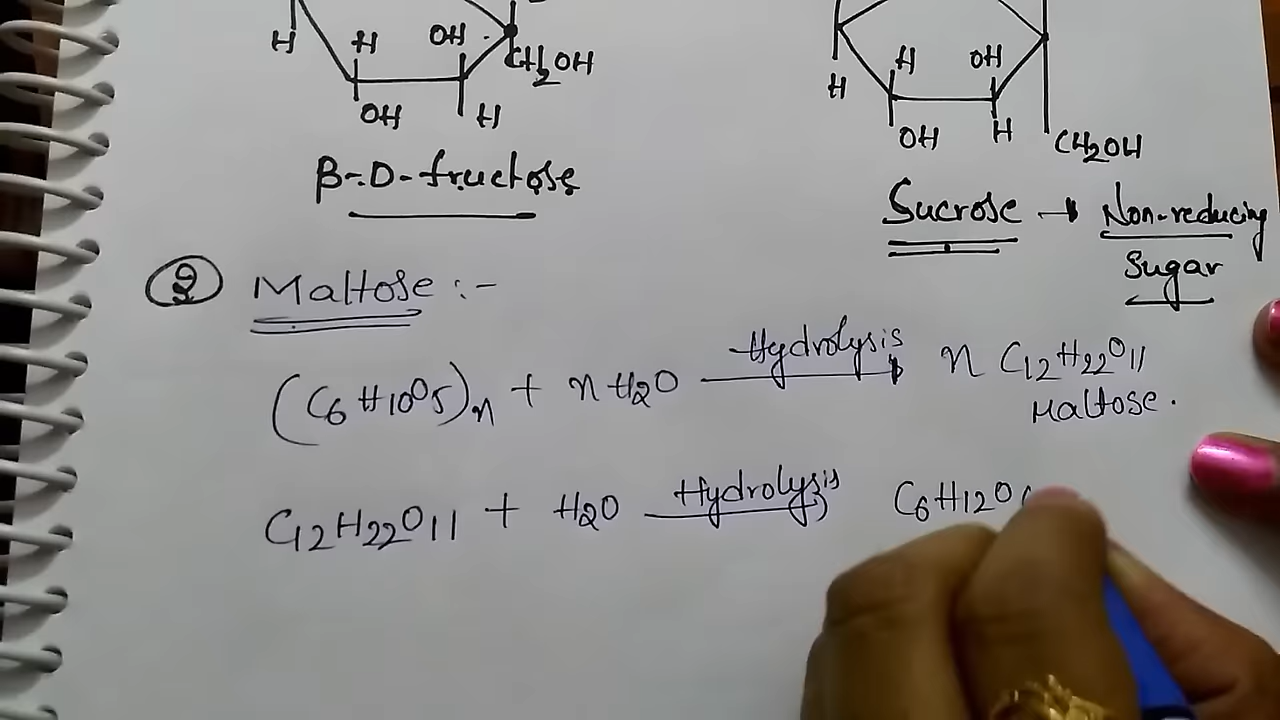 H H OH CH2OH
OH H
β-D-fructose
H H OH
OH H CH2OH
Sucrose → Non-reducing
Sugar
2 Maltose :-
(C6H10O5)n + nH2O Hydrolysis → n C12H22O11
Maltose.
C12H22O11 + H2O Hydrolysis → C6H12O